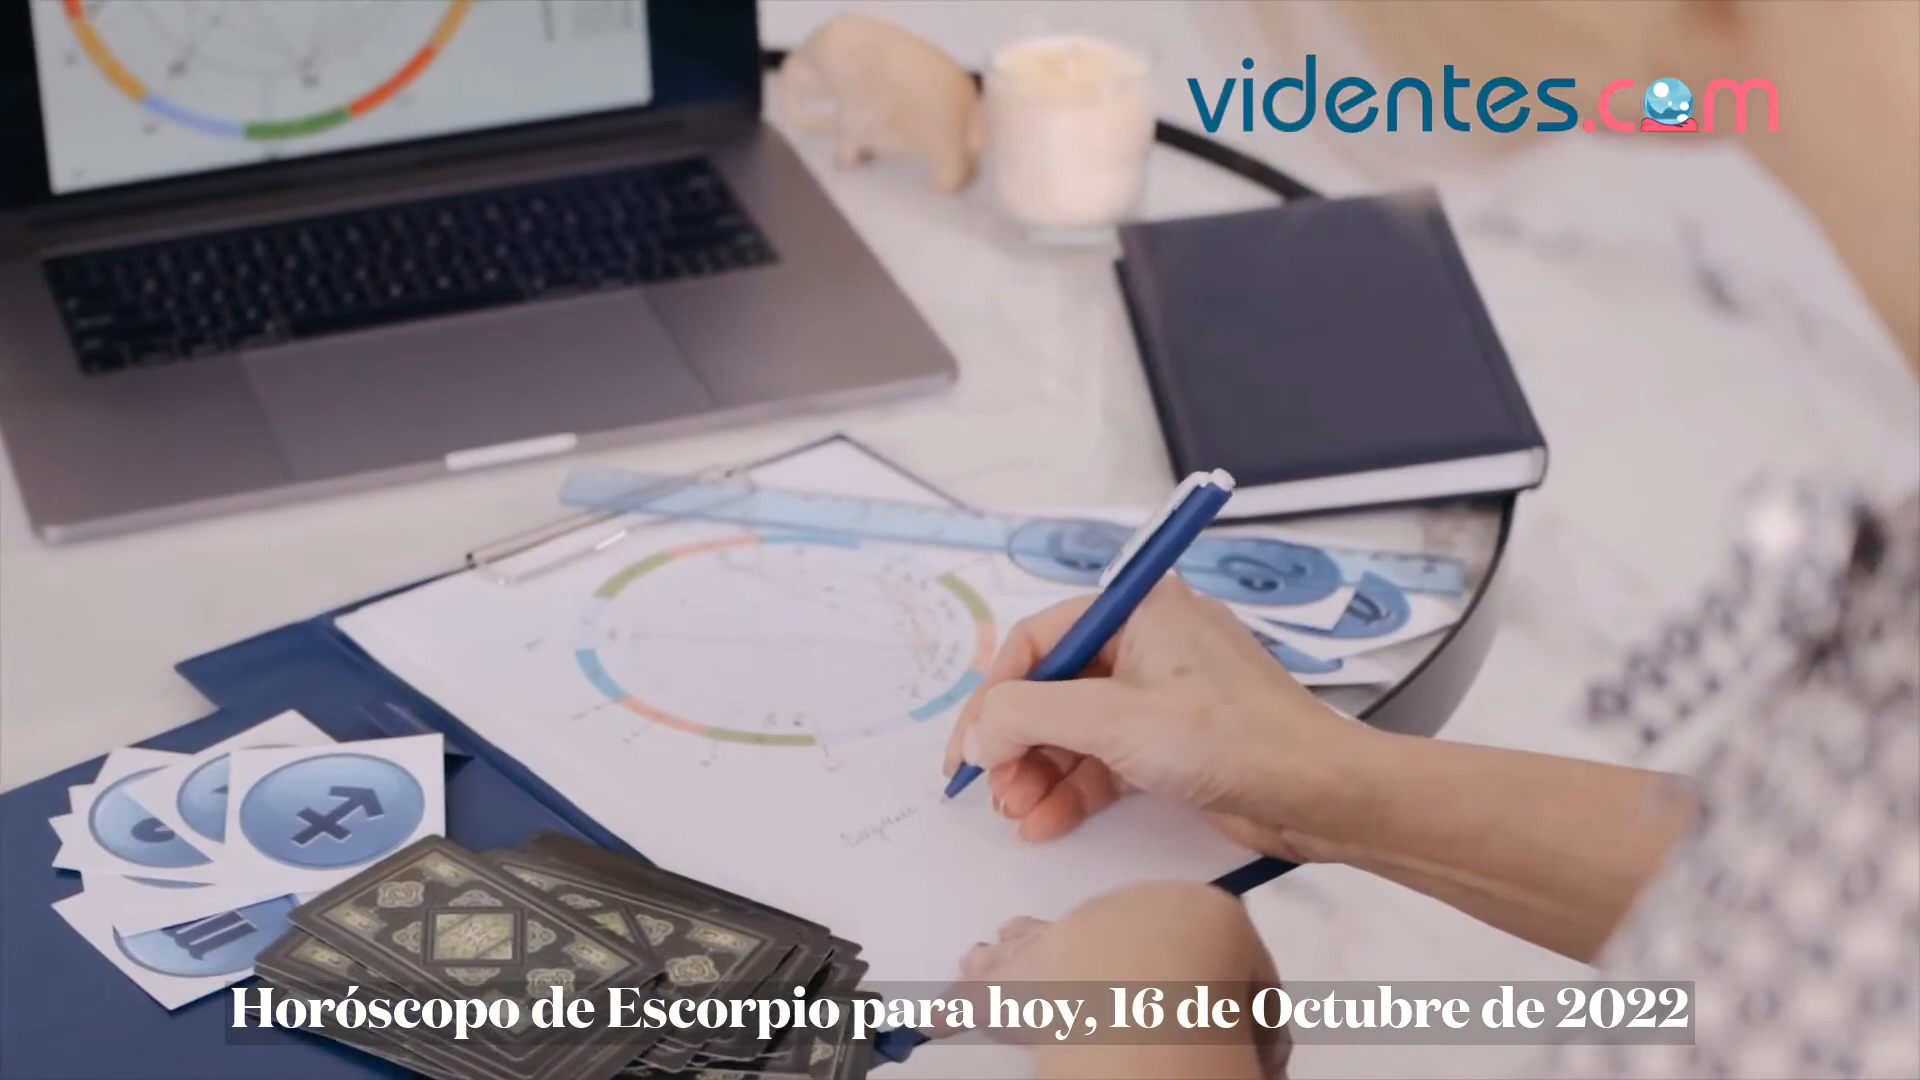 videntes.com
Horóscopo de Escorpio para hoy, 16 de Octubre de 2022